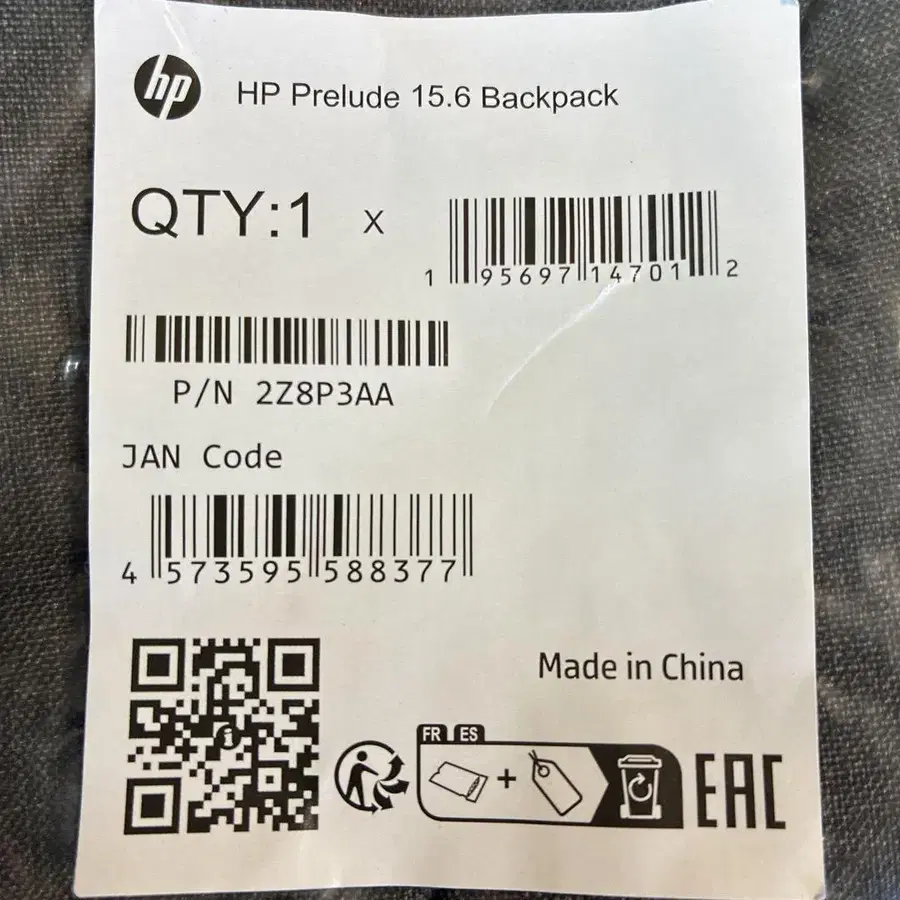 hp
HP Prelude 15.6 Backpack
QTY:1 x
1 95697 14701 2
P/N 2Z8P3AA
JAN Code
4 573595 588377
Made in China
FR ES
i
+
EAC